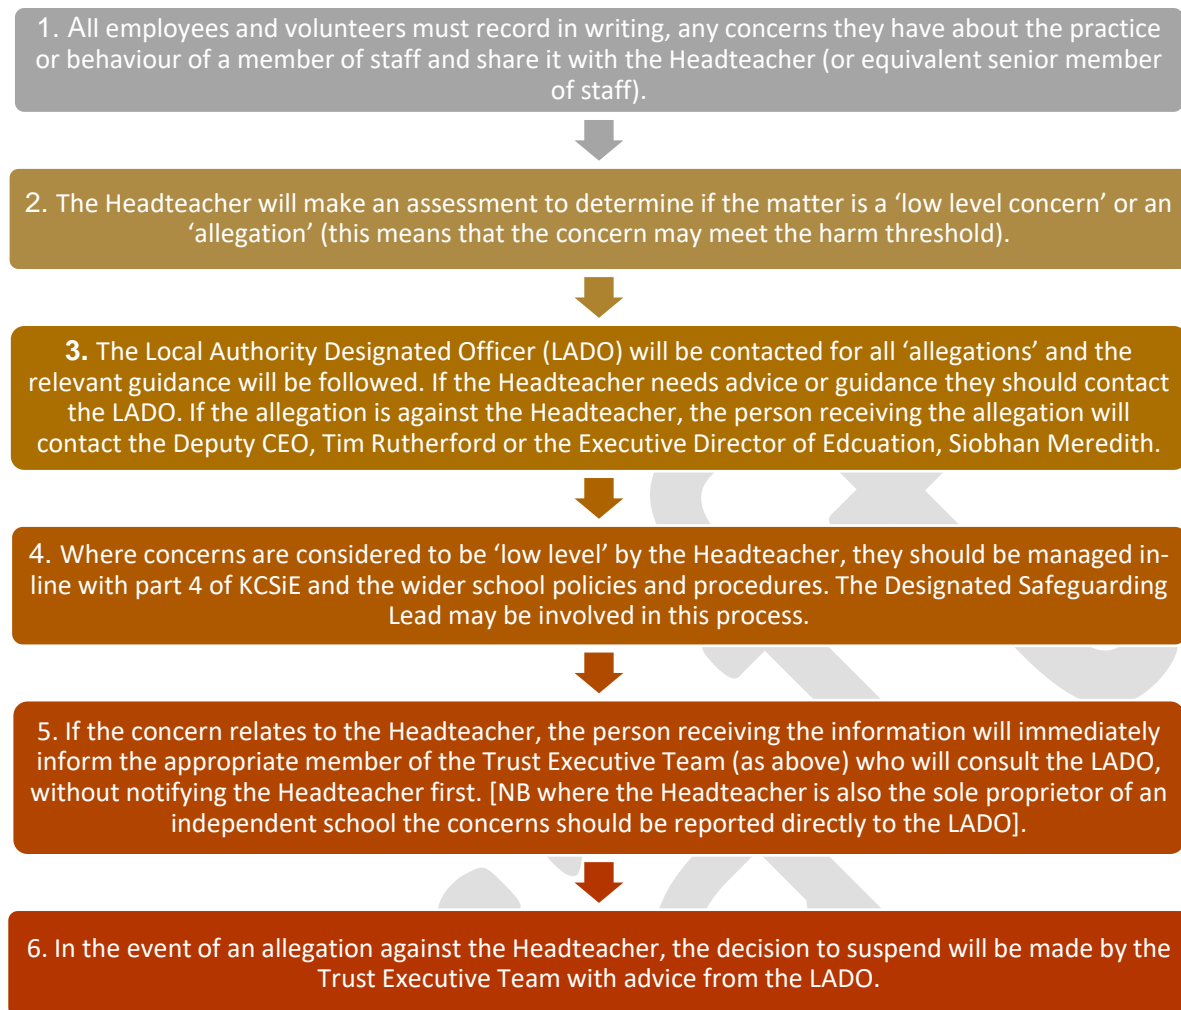 1. All employees and volunteers must record in writing, any concerns they have about the practice
or behaviour of a member of staff and share it with the Headteacher (or equivalent senior member
of staff).
2. The Headteacher will make an assessment to determine if the matter is a ‘low level concern’ or an
‘allegation’ (this means that the concern may meet the harm threshold).
3. The Local Authority Designated Officer (LADO) will be contacted for all ‘allegations’ and the
relevant guidance will be followed. If the Headteacher needs advice or guidance they should contact
the LADO. If the allegation is against the Headteacher, the person receiving the allegation will
contact the Deputy CEO, Tim Rutherford or the Executive Director of Edcuation, Siobhan Meredith.
4. Where concerns are considered to be ‘low level’ by the Headteacher, they should be managed in-
line with part 4 of KCSiE and the wider school policies and procedures. The Designated Safeguarding
Lead may be involved in this process.
5. If the concern relates to the Headteacher, the person receiving the information will immediately
inform the appropriate member of the Trust Executive Team (as above) who will consult the LADO,
without notifying the Headteacher first. [NB where the Headteacher is also the sole proprietor of an
independent school the concerns should be reported directly to the LADO].
6. In the event of an allegation against the Headteacher, the decision to suspend will be made by the
Trust Executive Team with advice from the LADO.